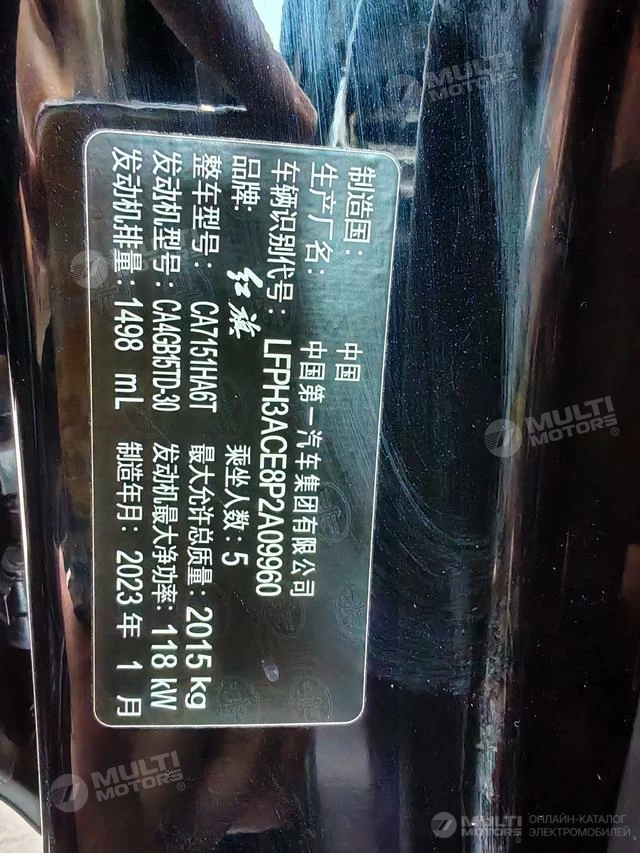 制造国: 中国
生产厂名: 中国第一汽车集团有限公司
车辆识别代号: LFPH3ACE8P2A09960
品牌: 红旗 乘坐人数: 5
整车型号: CA7151HA6T 最大允许总质量: 2015 kg
发动机型号: CA4GB15TD-30 发动机最大净功率: 118 kW
发动机排量: 1498 mL 制造年月: 2023 年 1 月
MULTI MOTORS
MULTI MOTORS
MULTI MOTORS
MULTI MOTORS
MULTI MOTORS ОНЛАЙН-КАТАЛОГ ЭЛЕКТРОМОБИЛЕЙ